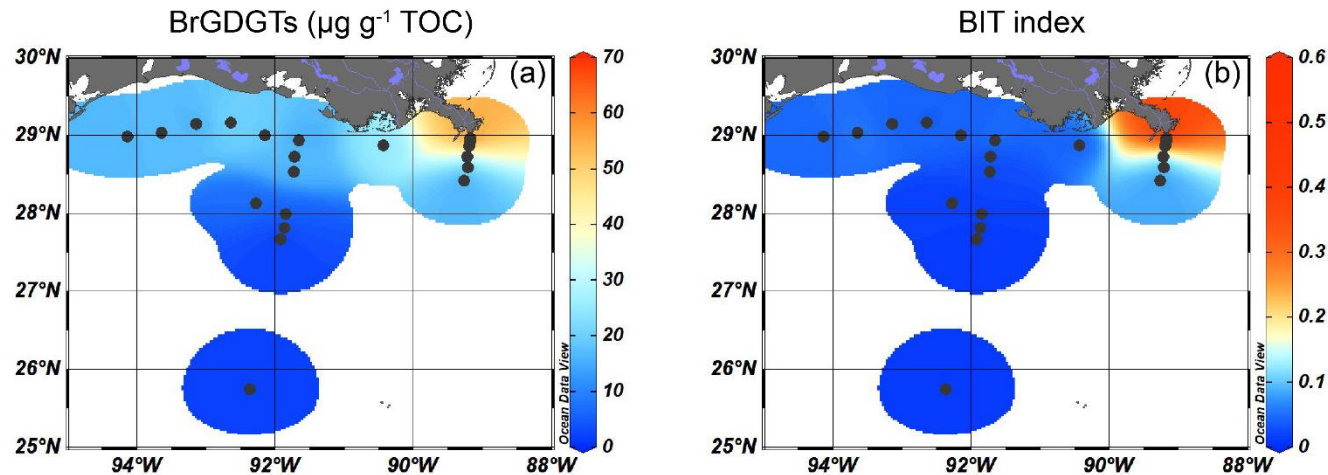 BrGDGTs (µg g⁻¹ TOC)
BIT index
30°N
29°N
28°N
27°N
26°N
25°N
94°W
92°W
90°W
88°W
(a)
70
60
50
40
30
20
10
0
Ocean Data View
30°N
29°N
28°N
27°N
26°N
25°N
94°W
92°W
90°W
88°W
(b)
0.6
0.5
0.4
0.3
0.2
0.1
0
Ocean Data View